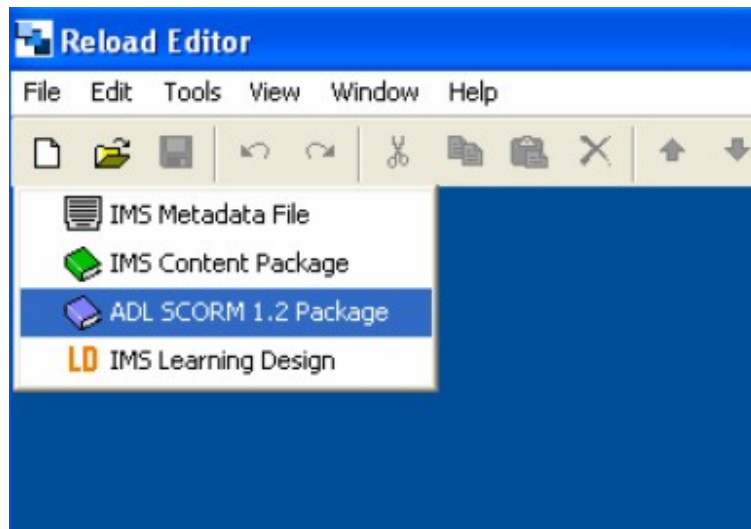 Reload Editor
File Edit Tools View Window Help
IMS Metadata File
IMS Content Package
ADL SCORM 1.2 Package
LD IMS Learning Design